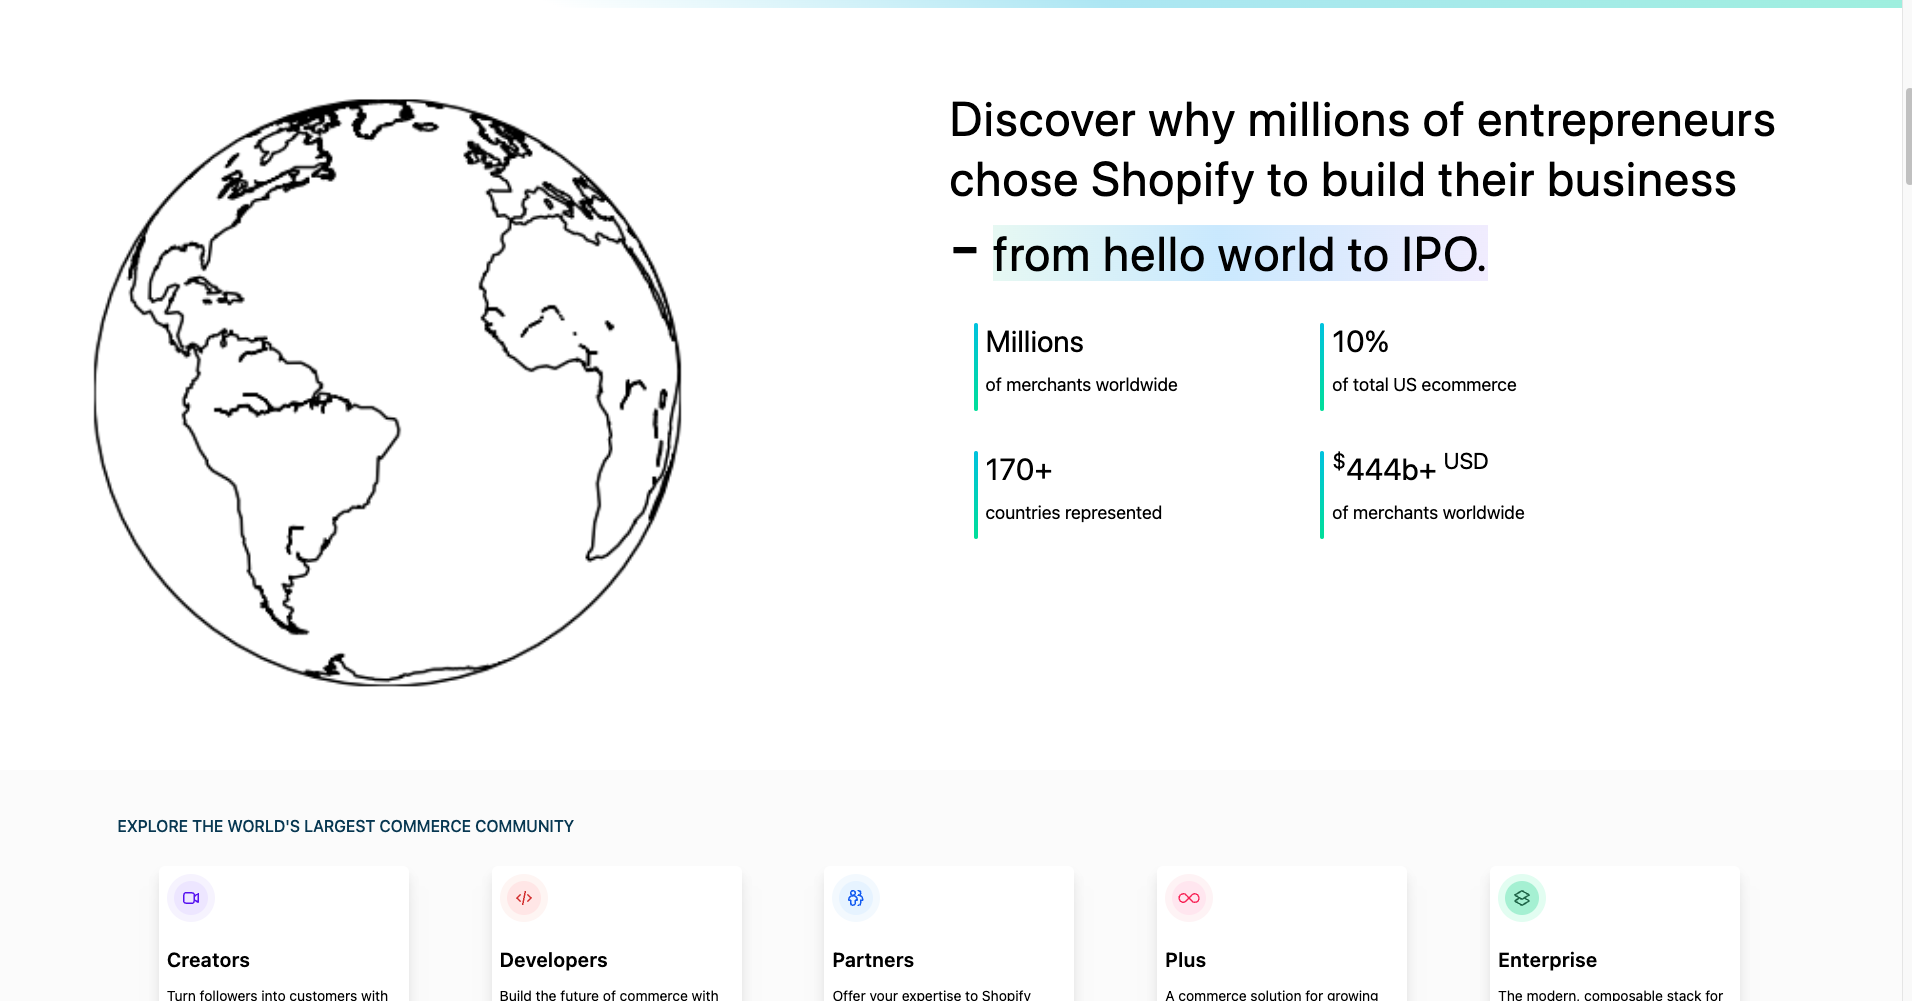 Discover why millions of entrepreneurs
chose Shopify to build their business
- from hello world to IPO.
Millions
of merchants worldwide
10%
of total US ecommerce
170+
countries represented
$444b+ USD
of merchants worldwide
EXPLORE THE WORLD'S LARGEST COMMERCE COMMUNITY
Creators
Turn followers into customers with
Developers
Build the future of commerce with
Partners
Offer your expertise to Shopify
Plus
A commerce solution for growing
Enterprise
The modern, composable stack for